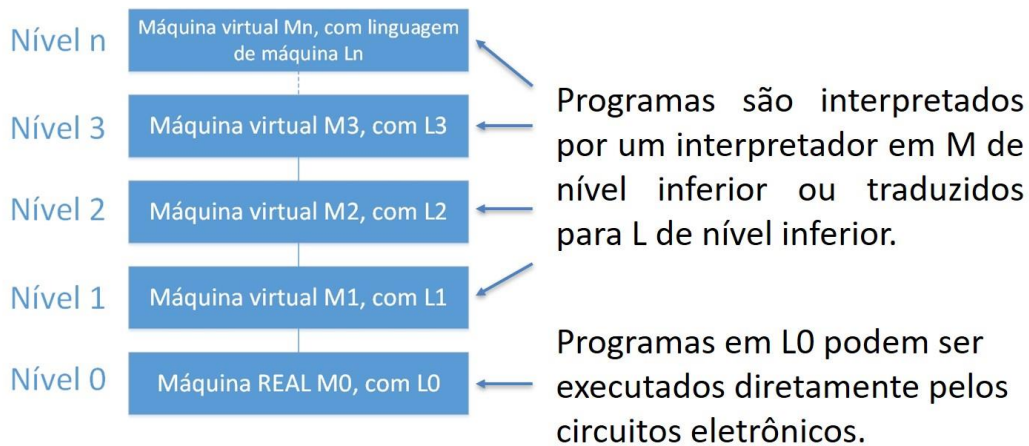 Nível n
Máquina virtual Mn, com linguagem
de máquina Ln
Nível 3
Máquina virtual M3, com L3
Nível 2
Máquina virtual M2, com L2
Nível 1
Máquina virtual M1, com L1
Nível 0
Máquina REAL M0, com L0
Programas são interpretados
por um interpretador em M de
nível inferior ou traduzidos
para L de nível inferior.
Programas em L0 podem ser
executados diretamente pelos
circuitos eletrônicos.